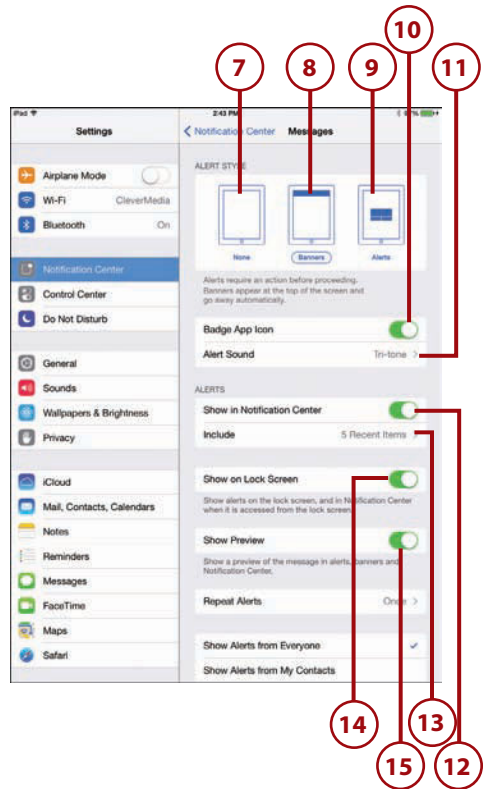 10
7
8
9
11
iPad
2:43 PM
Settings
Notification Center
Messages
ALERT STYLE
Airplane Mode
Wi-Fi
CleverMedia
Bluetooth
On
None
Banners
Alerts
Alerts require an action before proceeding.
Banners appear at the top of the screen and
go away automatically.
Notification Center
Control Center
Do Not Disturb
Badge App Icon
Alert Sound
Tri-tone
General
Sounds
Wallpapers & Brightness
Privacy
ALERTS
Show in Notification Center
Include
5 Recent Items
iCloud
Mail, Contacts, Calendars
Notes
Reminders
Messages
FaceTime
Maps
Safari
Show on Lock Screen
Show alerts on the lock screen, and in Notification Center
when it is accessed from the lock screen.
Show Preview
Show a preview of the message in alerts, banners and
Notification Center.
Repeat Alerts
Once
Show Alerts from Everyone
Show Alerts from My Contacts
14
13
15
12